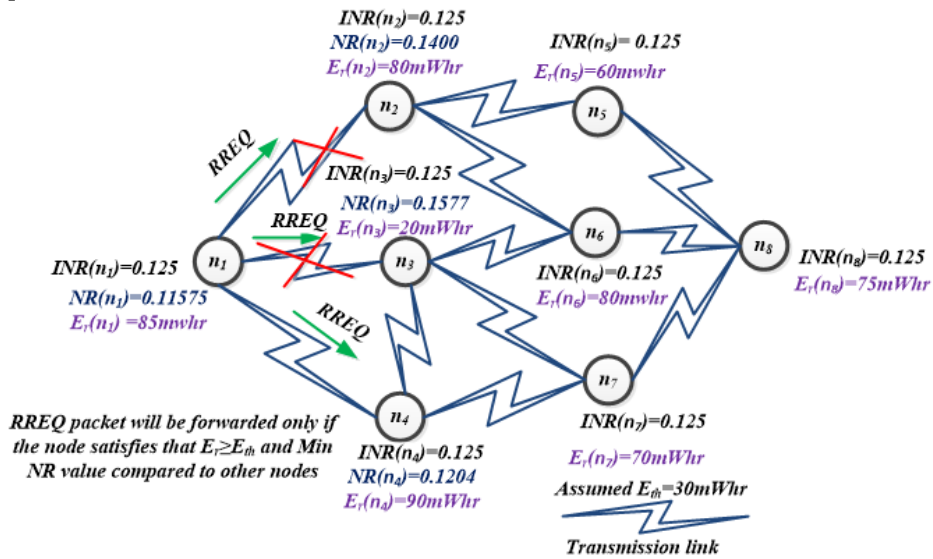 INR(n₂)=0.125
NR(n₂)=0.1400
Eᵣ(n₂)=80mWhr
n₂
INR(n₅)= 0.125
Eᵣ(n₅)=60mwhr
n₅
RREQ
INR(n₃)=0.125
NR(n₃)=0.1577
Eᵣ(n₃)=20mWhr
n₃
RREQ
n₁
INR(n₁)=0.125
NR(n₁)=0.11575
Eᵣ(n₁) =85mwhr
n₆
INR(n₆)=0.125
Eᵣ(n₆)=80mwhr
n₈
INR(n₈)=0.125
Eᵣ(n₈)=75mWhr
RREQ
n₇
INR(n₇)=0.125
Eᵣ(n₇)=70mWhr
n₄
INR(n₄)=0.125
NR(n₄)=0.1204
Eᵣ(n₄)=90mWhr
RREQ packet will be forwarded only if
the node satisfies that Eᵣ≥Eₜₕ and Min
NR value compared to other nodes
Assumed Eₜₕ=30mWhr
Transmission link